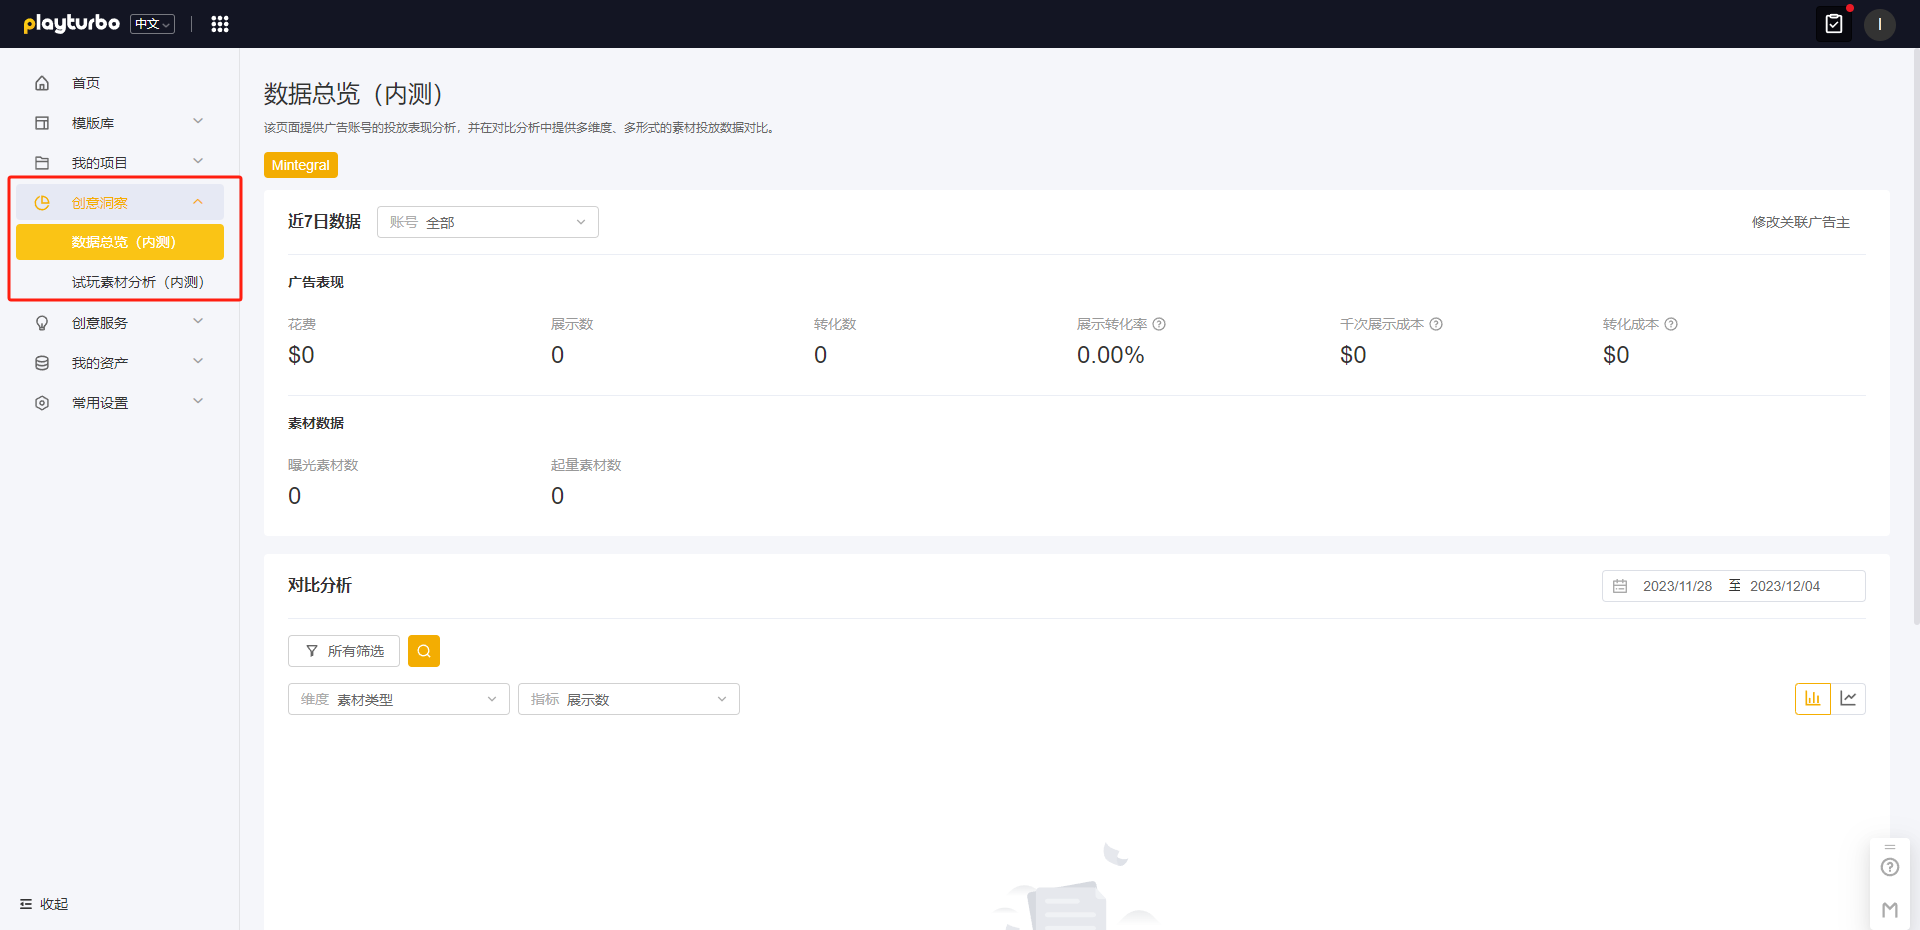 playturbo 中文
I
首页
模版库
我的项目
创意洞察
数据总览（内测）
试玩素材分析（内测）
创意服务
我的资产
常用设置
收起
数据总览（内测）
该页面提供广告账号的投放表现分析，并在对比分析中提供多维度、多形式的素材投放数据对比。
Mintegral
近7日数据 账号 全部 修改关联广告主
广告表现
花费 展示数 转化数 展示转化率 千次展示成本 转化成本
$0 0 0 0.00% $0 $0
素材数据
曝光素材数 起量素材数
0 0
对比分析 2023/11/28 至 2023/12/04
所有筛选
维度 素材类型 指标 展示数